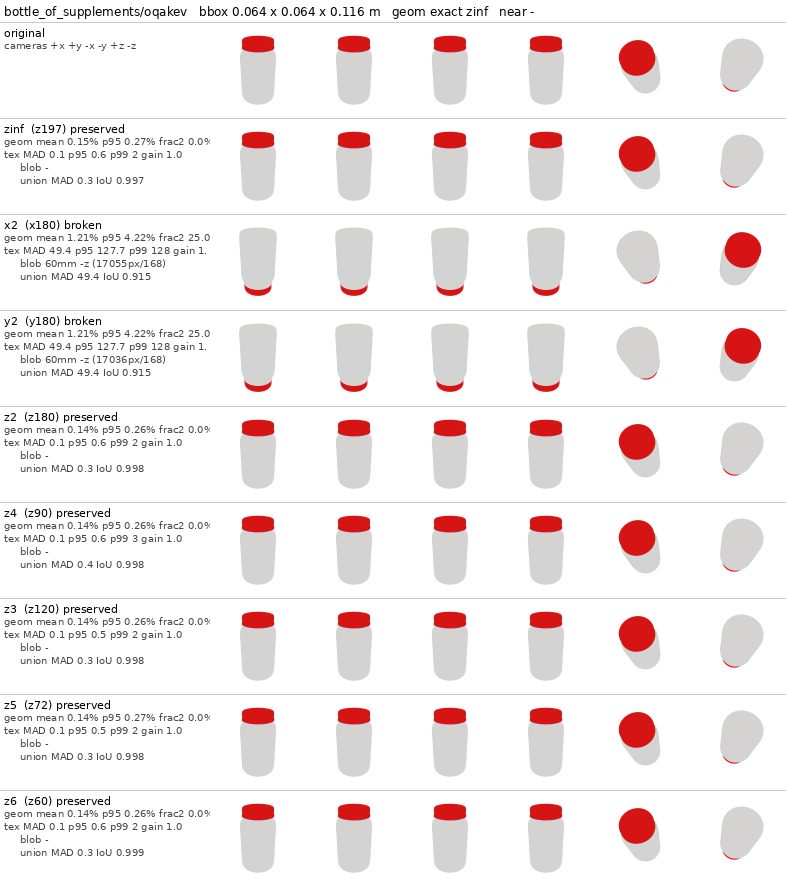 bottle_of_supplements/oqakev   bbox 0.064 x 0.064 x 0.116 m   geom exact zinf   near -
original
cameras +x +y -x -y +z -z
zinf  (z197) preserved
geom mean 0.15% p95 0.27% frac2 0.0%
tex MAD 0.1 p95 0.6 p99 2 gain 1.0
blob -
union MAD 0.3 IoU 0.997
x2  (x180) broken
geom mean 1.21% p95 4.22% frac2 25.0
tex MAD 49.4 p95 127.7 p99 128 gain 1.
blob 60mm -z (17055px/168)
union MAD 49.4 IoU 0.915
y2  (y180) broken
geom mean 1.21% p95 4.22% frac2 25.0
tex MAD 49.4 p95 127.7 p99 128 gain 1.
blob 60mm -z (17036px/168)
union MAD 49.4 IoU 0.915
z2  (z180) preserved
geom mean 0.14% p95 0.26% frac2 0.0%
tex MAD 0.1 p95 0.6 p99 2 gain 1.0
blob -
union MAD 0.3 IoU 0.998
z4  (z90) preserved
geom mean 0.14% p95 0.26% frac2 0.0%
tex MAD 0.1 p95 0.6 p99 3 gain 1.0
blob -
union MAD 0.4 IoU 0.998
z3  (z120) preserved
geom mean 0.14% p95 0.26% frac2 0.0%
tex MAD 0.1 p95 0.5 p99 2 gain 1.0
blob -
union MAD 0.3 IoU 0.998
z5  (z72) preserved
geom mean 0.14% p95 0.27% frac2 0.0%
tex MAD 0.1 p95 0.5 p99 2 gain 1.0
blob -
union MAD 0.3 IoU 0.998
z6  (z60) preserved
geom mean 0.14% p95 0.26% frac2 0.0%
tex MAD 0.1 p95 0.6 p99 2 gain 1.0
blob -
union MAD 0.3 IoU 0.999